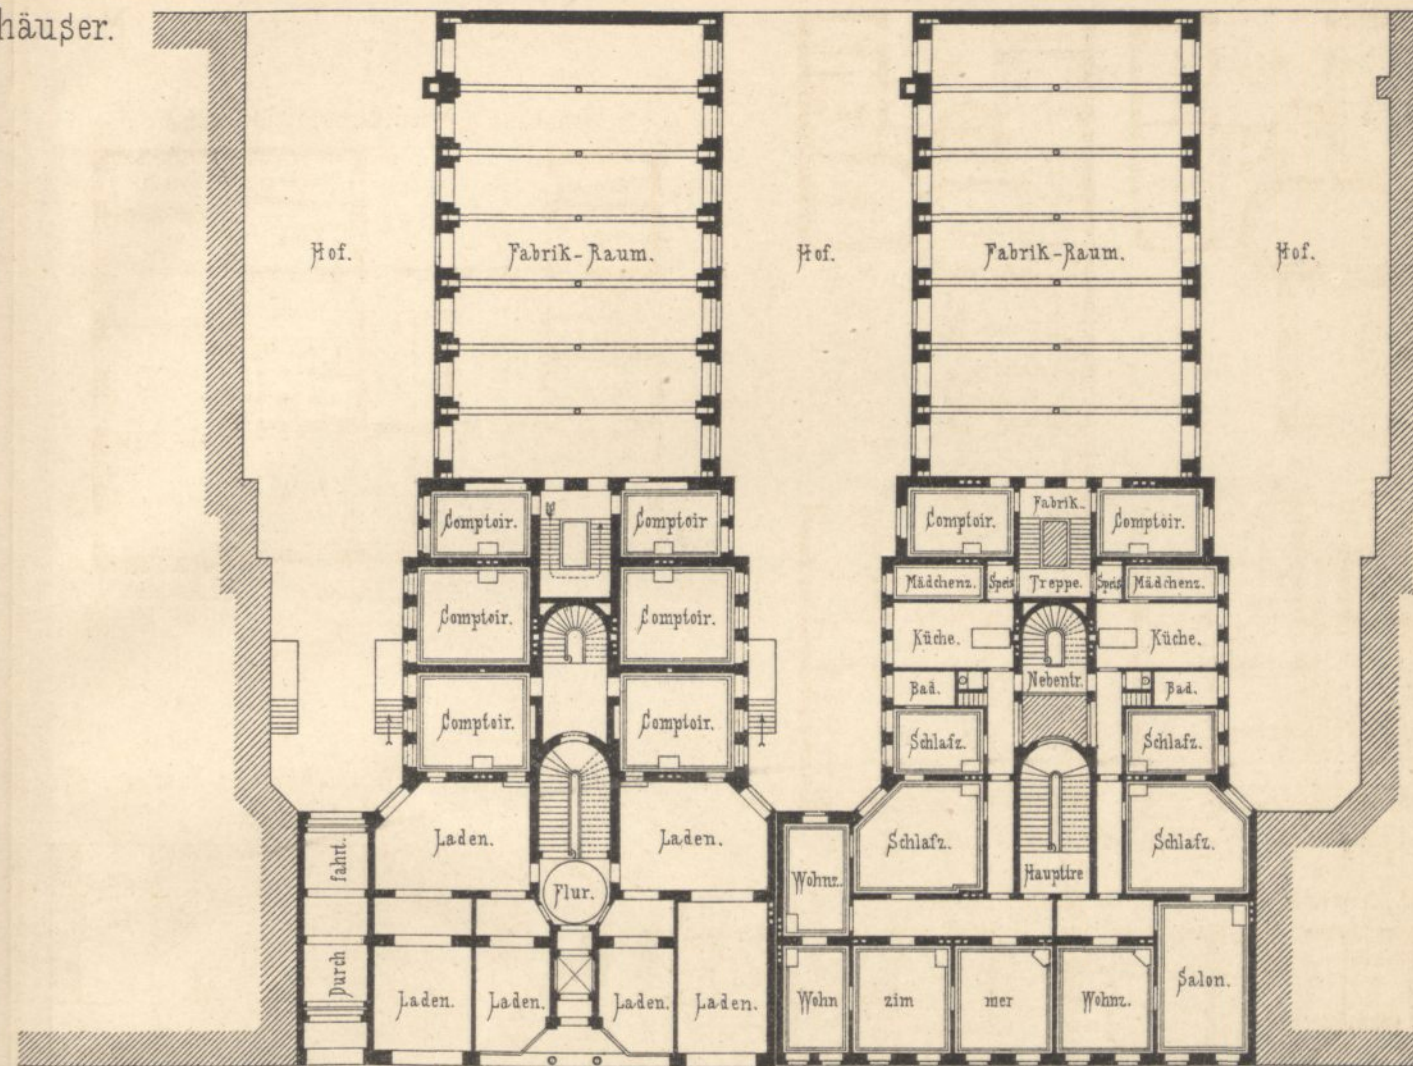 häuser.
Hof.
Fabrik-Raum.
Hof.
Fabrik-Raum.
Hof.
Comptoir.
Comptoir
Comptoir.
Fabrik-
Comptoir.
Mädchenz.
Speis
Treppe.
Speis
Mädchenz.
Comptoir.
Comptoir.
Küche.
Küche.
Bad.
Nebentr.
Bad.
Comptoir.
Comptoir.
Schlafz.
Schlafz.
Laden.
Laden.
Schlafz.
Schlafz.
Durch
fahrt.
Flur.
Wohnz.
Haupttre
Laden.
Laden.
Laden.
Laden.
Wohn
zim
mer
Wohnz.
Salon.